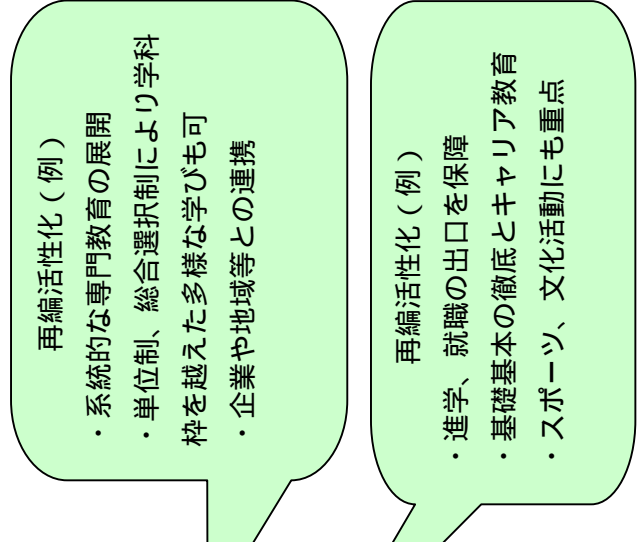 再編活性化（例）
・系統的な専門教育の展開
・単位制、総合選択制により学科
枠を越えた多様な学びも可
・企業や地域等との連携
再編活性化（例）
・進学、就職の出口を保障
・基礎基本の徹底とキャリア教育
・スポーツ、文化活動にも重点